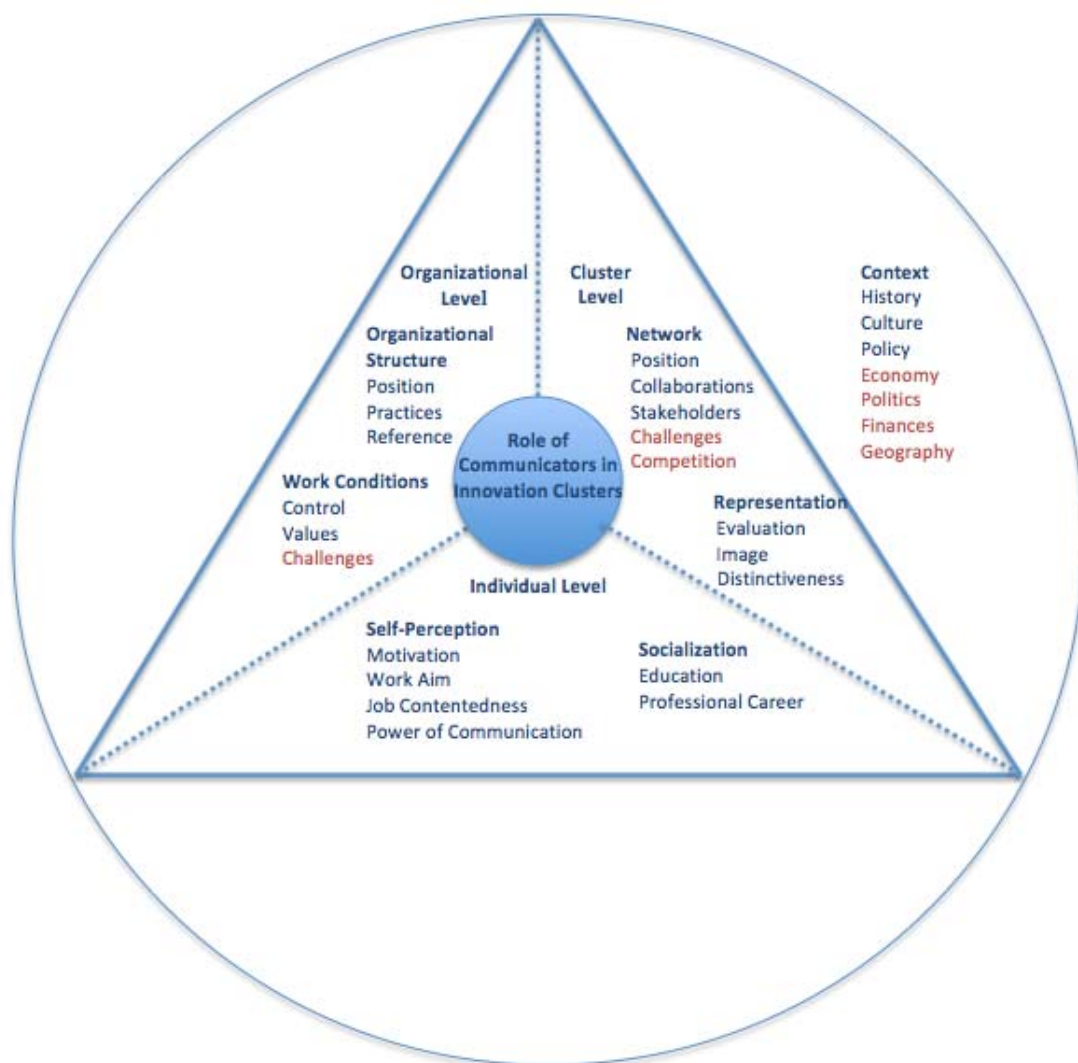 Organizational
Level
Organizational
Structure
Position
Practices
Reference
Work Conditions
Control
Values
Challenges
Cluster
Level
Network
Position
Collaborations
Stakeholders
Challenges
Competition
Representation
Evaluation
Image
Distinctiveness
Context
History
Culture
Policy
Economy
Politics
Finances
Geography
Role of
Communicators in
Innovation Clusters
Individual Level
Self-Perception
Motivation
Work Aim
Job Contentedness
Power of Communication
Socialization
Education
Professional Career